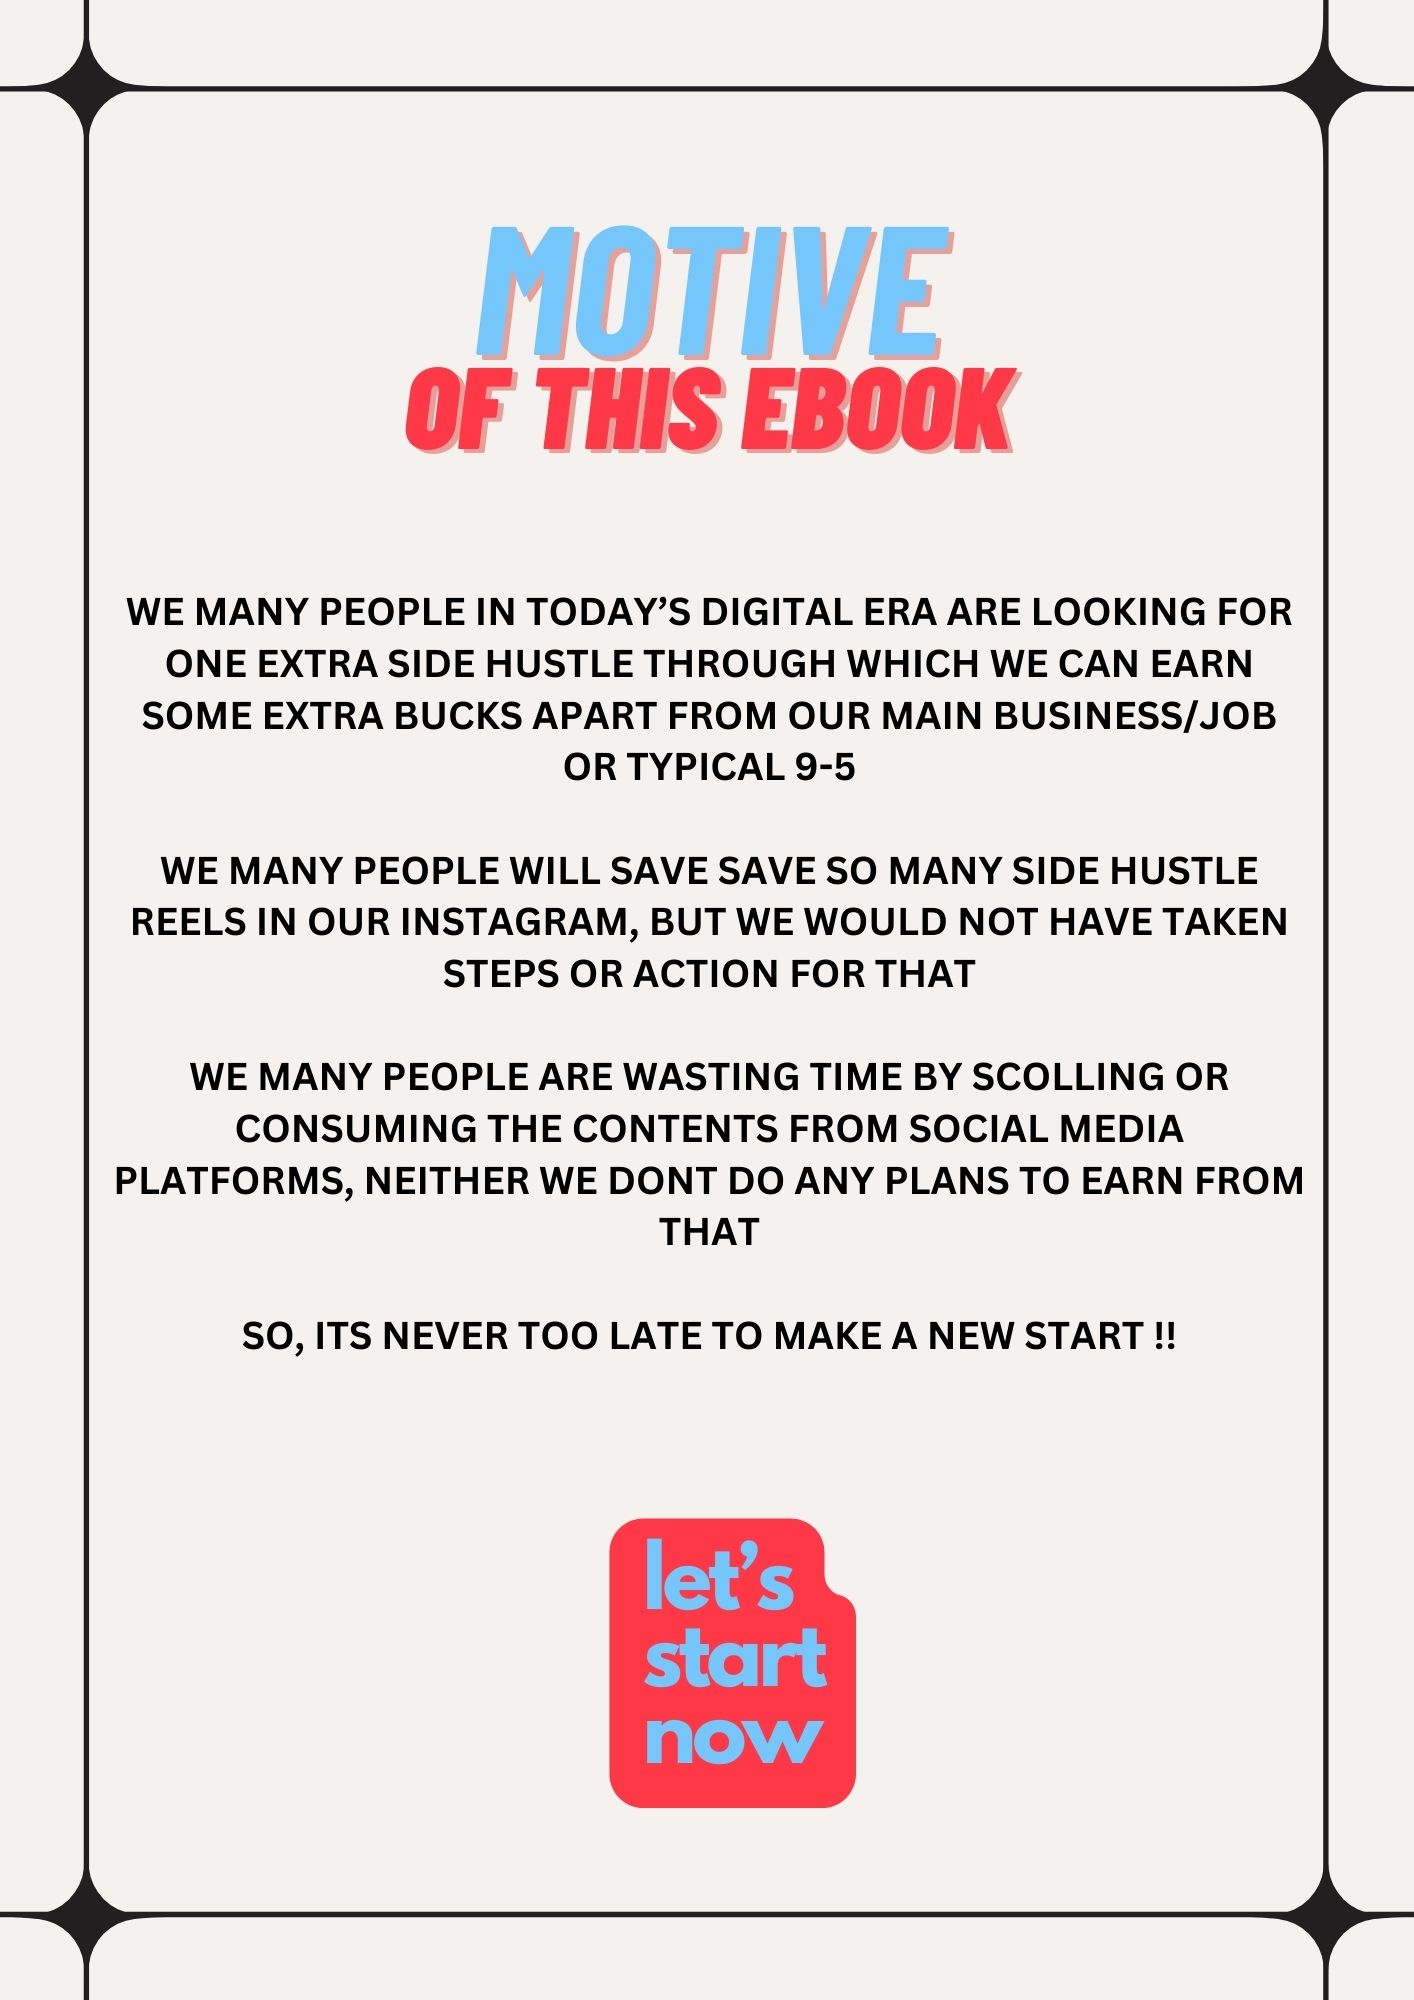 MOTIVE
OF THIS EBOOK
WE MANY PEOPLE IN TODAY’S DIGITAL ERA ARE LOOKING FOR
ONE EXTRA SIDE HUSTLE THROUGH WHICH WE CAN EARN
SOME EXTRA BUCKS APART FROM OUR MAIN BUSINESS/JOB
OR TYPICAL 9-5
WE MANY PEOPLE WILL SAVE SAVE SO MANY SIDE HUSTLE
REELS IN OUR INSTAGRAM, BUT WE WOULD NOT HAVE TAKEN
STEPS OR ACTION FOR THAT
WE MANY PEOPLE ARE WASTING TIME BY SCOLLING OR
CONSUMING THE CONTENTS FROM SOCIAL MEDIA
PLATFORMS, NEITHER WE DONT DO ANY PLANS TO EARN FROM
THAT
SO, ITS NEVER TOO LATE TO MAKE A NEW START !!
let’s
start
now